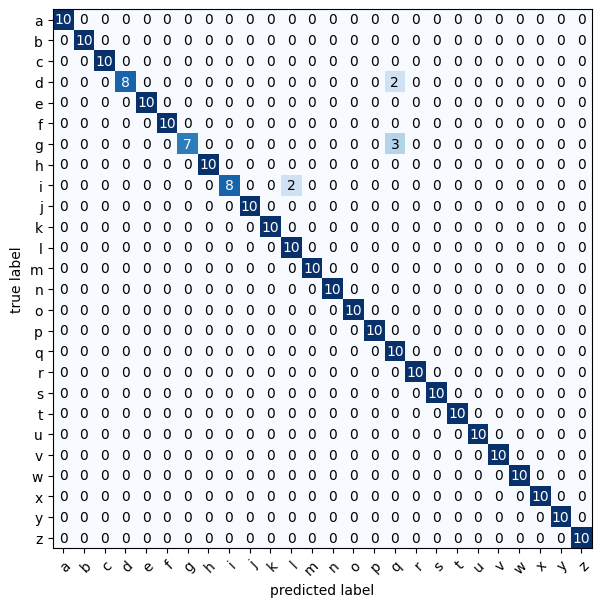 a 10 0 0 0 0 0 0 0 0 0 0 0 0 0 0 0 0 0 0 0 0 0 0 0 0 0
b 0 10 0 0 0 0 0 0 0 0 0 0 0 0 0 0 0 0 0 0 0 0 0 0 0 0
c 0 0 10 0 0 0 0 0 0 0 0 0 0 0 0 0 0 0 0 0 0 0 0 0 0 0
d 0 0 0 8 0 0 0 0 0 0 0 0 0 0 0 0 2 0 0 0 0 0 0 0 0 0
e 0 0 0 0 10 0 0 0 0 0 0 0 0 0 0 0 0 0 0 0 0 0 0 0 0 0
f 0 0 0 0 0 10 0 0 0 0 0 0 0 0 0 0 0 0 0 0 0 0 0 0 0 0
g 0 0 0 0 0 0 7 0 0 0 0 0 0 0 0 0 3 0 0 0 0 0 0 0 0 0
h 0 0 0 0 0 0 0 10 0 0 0 0 0 0 0 0 0 0 0 0 0 0 0 0 0 0
i 0 0 0 0 0 0 0 0 8 0 0 2 0 0 0 0 0 0 0 0 0 0 0 0 0 0
j 0 0 0 0 0 0 0 0 0 10 0 0 0 0 0 0 0 0 0 0 0 0 0 0 0 0
k 0 0 0 0 0 0 0 0 0 0 10 0 0 0 0 0 0 0 0 0 0 0 0 0 0 0
l 0 0 0 0 0 0 0 0 0 0 0 10 0 0 0 0 0 0 0 0 0 0 0 0 0 0
m 0 0 0 0 0 0 0 0 0 0 0 0 10 0 0 0 0 0 0 0 0 0 0 0 0 0
n 0 0 0 0 0 0 0 0 0 0 0 0 0 10 0 0 0 0 0 0 0 0 0 0 0 0
o 0 0 0 0 0 0 0 0 0 0 0 0 0 0 10 0 0 0 0 0 0 0 0 0 0 0
p 0 0 0 0 0 0 0 0 0 0 0 0 0 0 0 10 0 0 0 0 0 0 0 0 0 0
q 0 0 0 0 0 0 0 0 0 0 0 0 0 0 0 0 10 0 0 0 0 0 0 0 0 0
r 0 0 0 0 0 0 0 0 0 0 0 0 0 0 0 0 0 10 0 0 0 0 0 0 0 0
s 0 0 0 0 0 0 0 0 0 0 0 0 0 0 0 0 0 0 10 0 0 0 0 0 0 0
t 0 0 0 0 0 0 0 0 0 0 0 0 0 0 0 0 0 0 0 10 0 0 0 0 0 0
u 0 0 0 0 0 0 0 0 0 0 0 0 0 0 0 0 0 0 0 0 10 0 0 0 0 0
v 0 0 0 0 0 0 0 0 0 0 0 0 0 0 0 0 0 0 0 0 0 10 0 0 0 0
w 0 0 0 0 0 0 0 0 0 0 0 0 0 0 0 0 0 0 0 0 0 0 10 0 0 0
x 0 0 0 0 0 0 0 0 0 0 0 0 0 0 0 0 0 0 0 0 0 0 0 10 0 0
y 0 0 0 0 0 0 0 0 0 0 0 0 0 0 0 0 0 0 0 0 0 0 0 0 10 0
z 0 0 0 0 0 0 0 0 0 0 0 0 0 0 0 0 0 0 0 0 0 0 0 0 0 10
true label
a b c d e f g h i j k l m n o p q r s t u v w x y z
predicted label